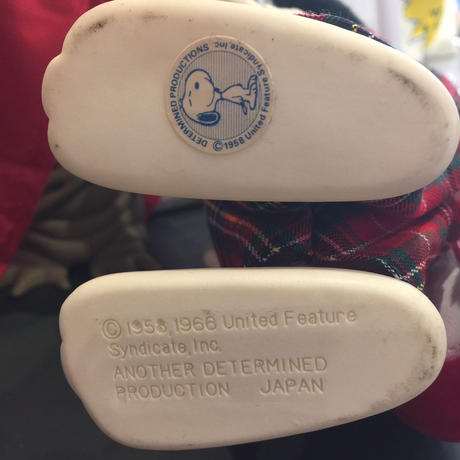 DETERMINED PRODUCTIONS
©1958 United Feature Syndicate Inc.
©1958, 1966 United Feature
Syndicate, Inc.
ANOTHER DETERMINED
PRODUCTION JAPAN